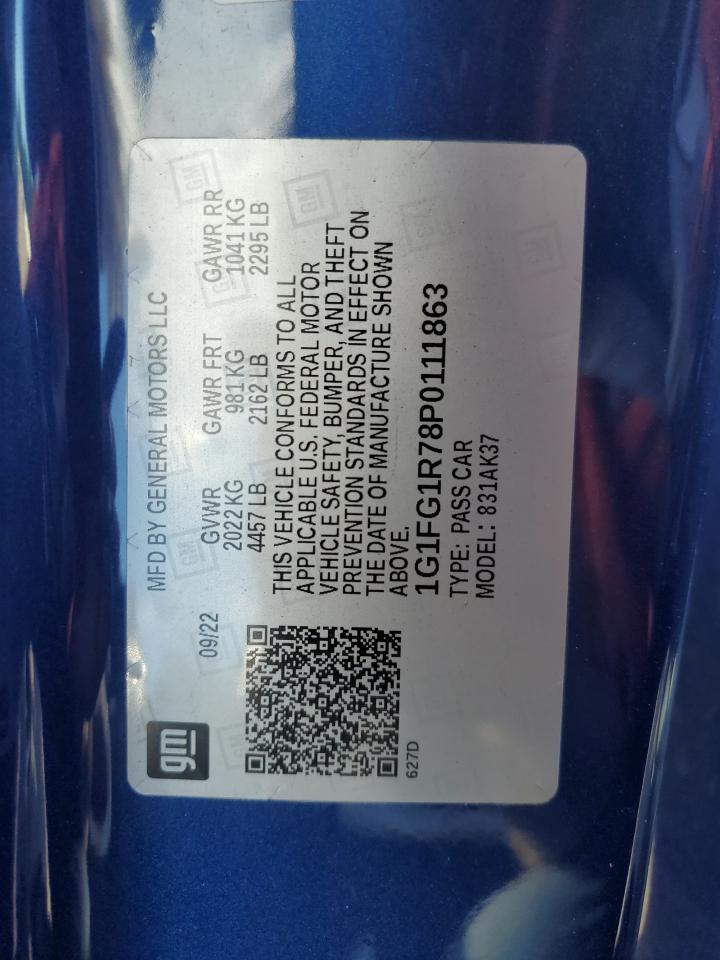 gm
MFD BY GENERAL MOTORS LLC
09/22
GVWR GAWR FRT GAWR RR
2022 KG 981 KG 1041 KG
4457 LB 2162 LB 2295 LB
THIS VEHICLE CONFORMS TO ALL
APPLICABLE U.S. FEDERAL MOTOR
VEHICLE SAFETY, BUMPER, AND THEFT
PREVENTION STANDARDS IN EFFECT ON
THE DATE OF MANUFACTURE SHOWN
ABOVE.
1G1FG1R78P0111863
TYPE: PASS CAR
MODEL: 831AK37
627D